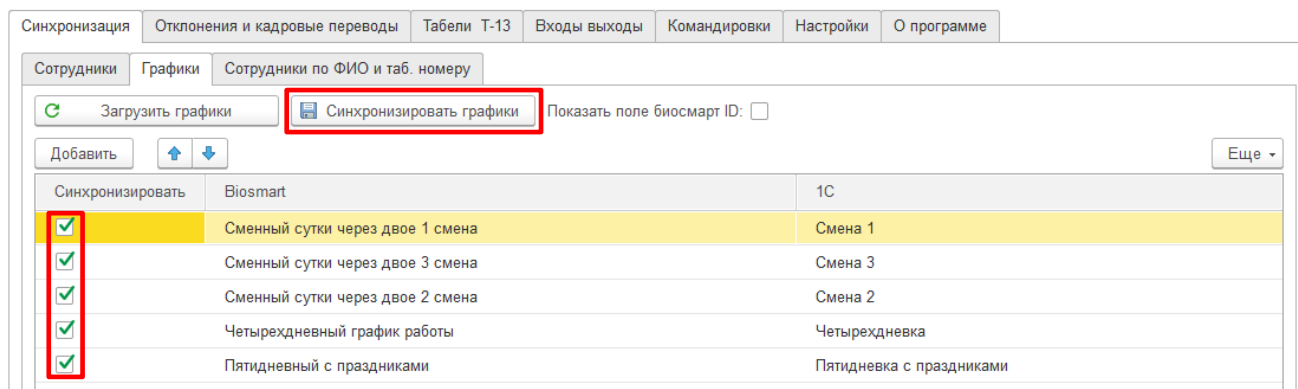 Синхронизация Отклонения и кадровые переводы Табели Т-13 Входы выходы Командировки Настройки О программе
Сотрудники Графики Сотрудники по ФИО и таб. номеру
Загрузить графики Синхронизировать графики Показать поле биосмарт ID:
Добавить Еще
Синхронизировать Biosmart 1С
Сменный сутки через двое 1 смена Смена 1
Сменный сутки через двое 3 смена Смена 3
Сменный сутки через двое 2 смена Смена 2
Четырехдневный график работы Четырехдневка
Пятидневный с праздниками Пятидневка с праздниками